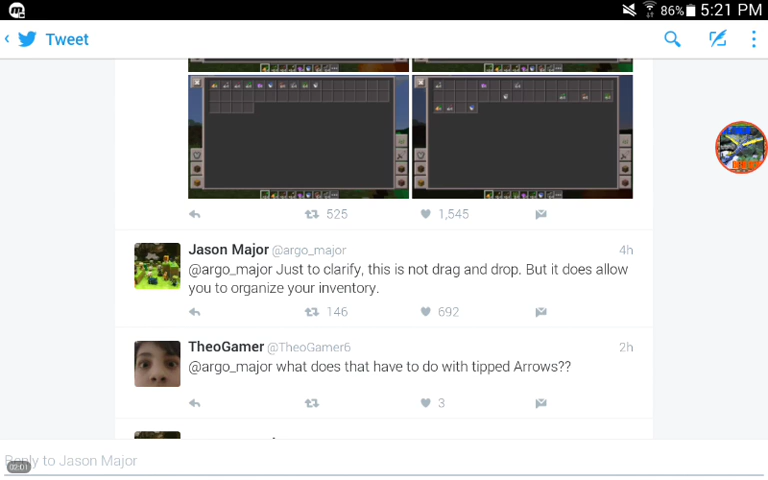 86% 5:21 PM
Tweet
525 1,545
Jason Major @argo_major 4h
@argo_major Just to clarify, this is not drag and drop. But it does allow
you to organize your inventory.
146 692
TheoGamer @TheoGamer6 2h
@argo_major what does that have to do with tipped Arrows??
3
Reply to Jason Major
02:01